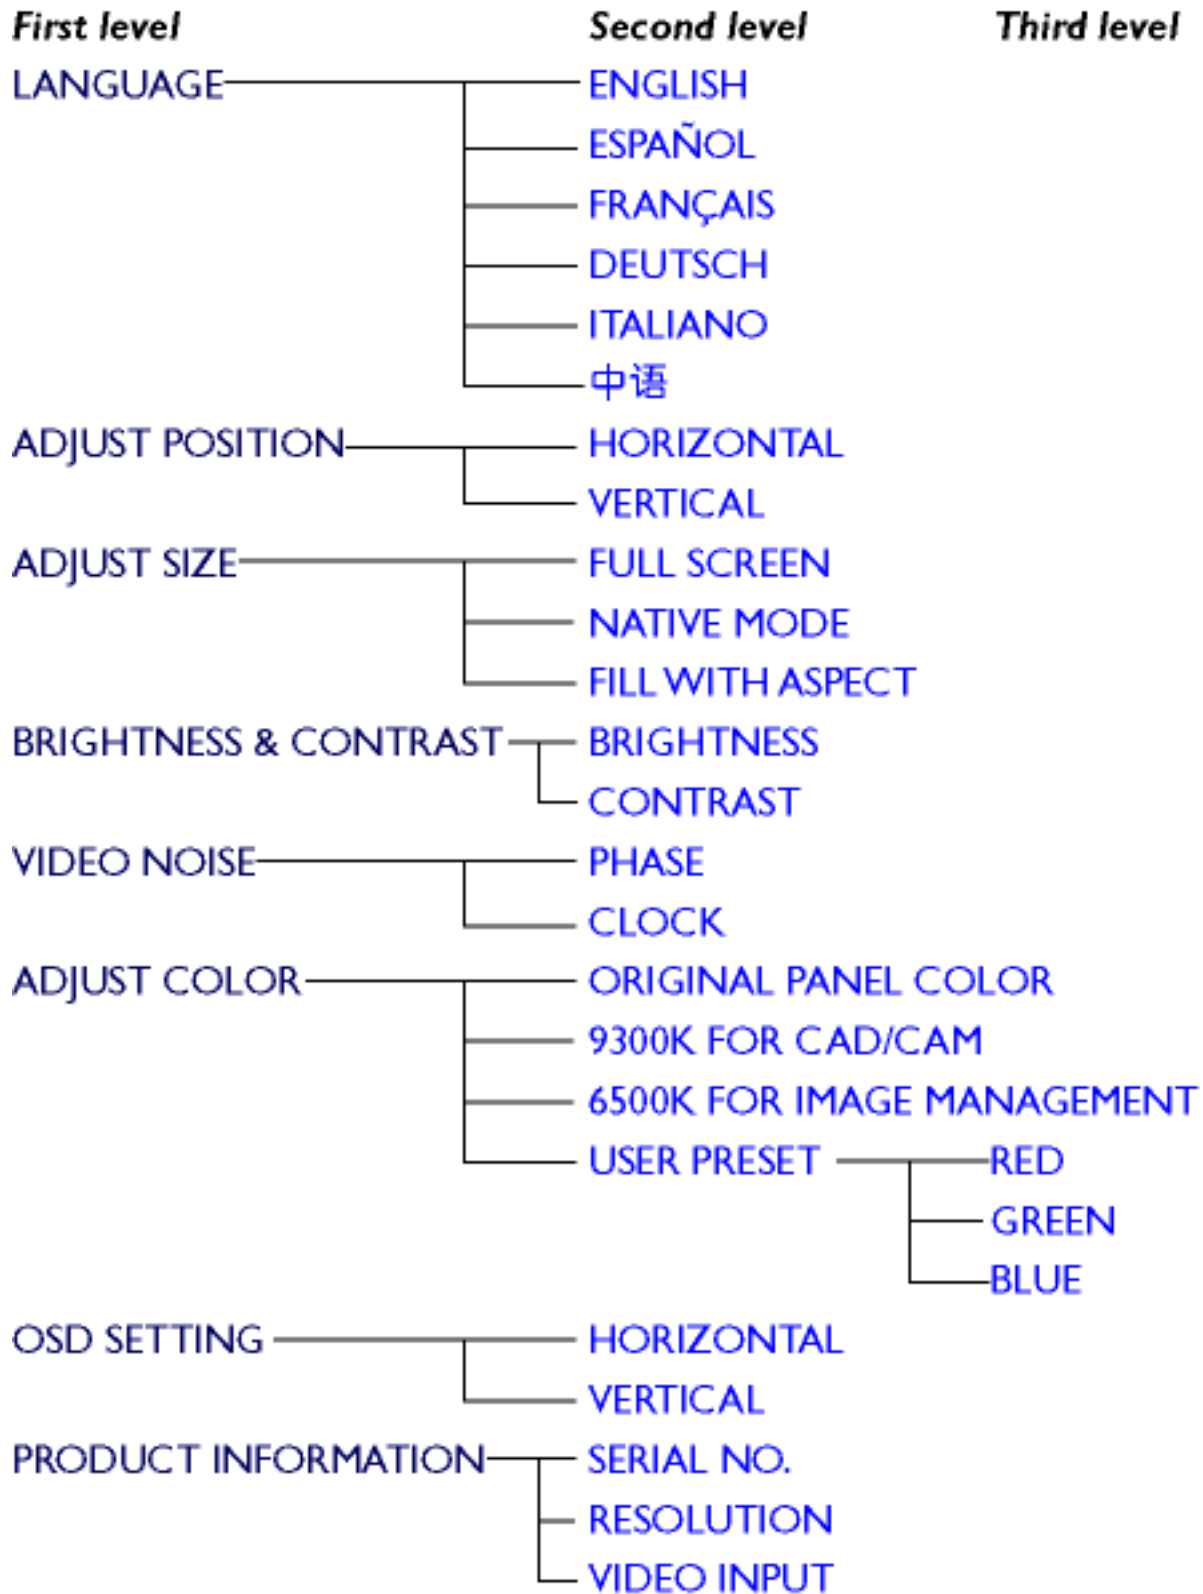 First level Second level Third level
LANGUAGE ENGLISH
ESPAÑOL
FRANÇAIS
DEUTSCH
ITALIANO
中语
ADJUST POSITION HORIZONTAL
VERTICAL
ADJUST SIZE FULL SCREEN
NATIVE MODE
FILL WITH ASPECT
BRIGHTNESS & CONTRAST BRIGHTNESS
CONTRAST
VIDEO NOISE PHASE
CLOCK
ADJUST COLOR ORIGINAL PANEL COLOR
9300K FOR CAD/CAM
6500K FOR IMAGE MANAGEMENT
USER PRESET RED
GREEN
BLUE
OSD SETTING HORIZONTAL
VERTICAL
PRODUCT INFORMATION SERIAL NO.
RESOLUTION
VIDEO INPUT